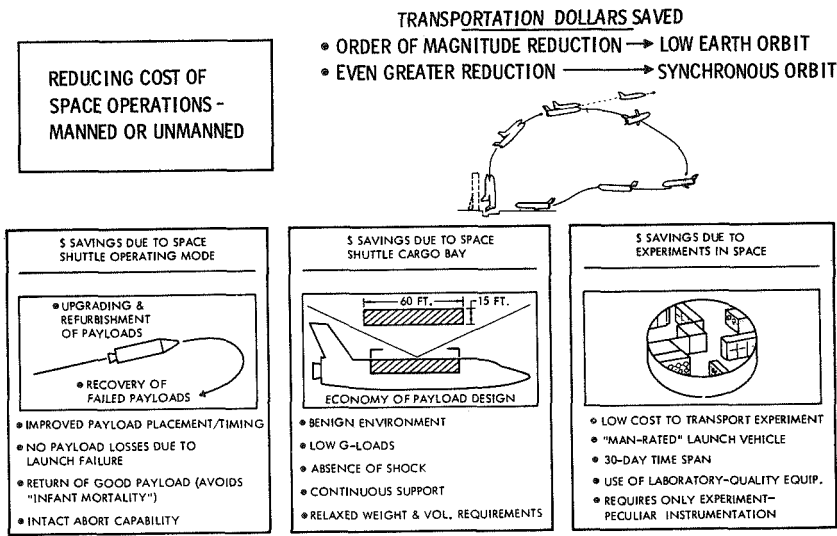 TRANSPORTATION DOLLARS SAVED
• ORDER OF MAGNITUDE REDUCTION → LOW EARTH ORBIT
• EVEN GREATER REDUCTION → SYNCHRONOUS ORBIT
REDUCING COST OF
SPACE OPERATIONS -
MANNED OR UNMANNED
$ SAVINGS DUE TO SPACE
SHUTTLE OPERATING MODE
• UPGRADING &
REFURBISHMENT
OF PAYLOADS
• RECOVERY OF
FAILED PAYLOADS
• IMPROVED PAYLOAD PLACEMENT/TIMING
• NO PAYLOAD LOSSES DUE TO
LAUNCH FAILURE
• RETURN OF GOOD PAYLOAD (AVOIDS
"INFANT MORTALITY")
• INTACT ABORT CAPABILITY
$ SAVINGS DUE TO SPACE
SHUTTLE CARGO BAY
60 FT.
15 FT.
ECONOMY OF PAYLOAD DESIGN
• BENIGN ENVIRONMENT
• LOW G-LOADS
• ABSENCE OF SHOCK
• CONTINUOUS SUPPORT
• RELAXED WEIGHT & VOL. REQUIREMENTS
$ SAVINGS DUE TO
EXPERIMENTS IN SPACE
• LOW COST TO TRANSPORT EXPERIMENT
• "MAN-RATED" LAUNCH VEHICLE
• 30-DAY TIME SPAN
• USE OF LABORATORY-QUALITY EQUIP.
• REQUIRES ONLY EXPERIMENT-
PECULIAR INSTRUMENTATION